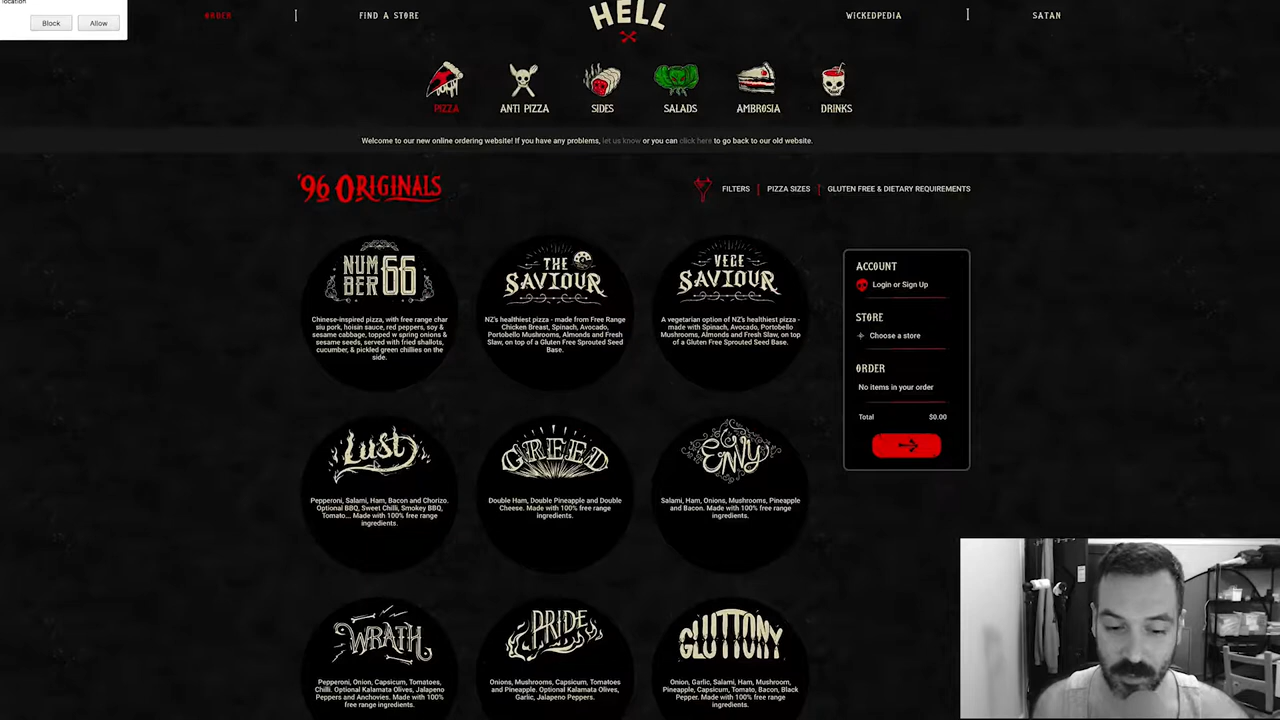 location
Block
Allow
ORDER
FIND A STORE
HELL
WICKEDPEDIA
SATAN
PIZZA
ANTI PIZZA
SIDES
SALADS
AMBROSIA
DRINKS
Welcome to our new online ordering website! If you have any problems, let us know or you can click here to go back to our old website.
'96 ORIGINALS
FILTERS
PIZZA SIZES
GLUTEN FREE & DIETARY REQUIREMENTS
NUM
BER 66
Chinese-inspired pizza, with free range char
siu pork, hoisin sauce, red peppers, soy &
sesame cabbage, topped w spring onions &
sesame seeds, served with fried shallots,
cucumber, & pickled green chillies on the
side.
THE
SAVIOUR
NZ's healthiest pizza - made from Free Range
Chicken Breast, Spinach, Avocado,
Portobello Mushrooms, Almonds and Fresh
Slaw, on top of a Gluten Free Sprouted Seed
Base.
VEGE
SAVIOUR
A vegetarian option of NZ's healthiest pizza -
made with Spinach, Avocado, Portobello
Mushrooms, Almonds and Fresh Slaw, on top
of a Gluten Free Sprouted Seed Base.
ACCOUNT
Login or Sign Up
STORE
Choose a store
ORDER
No items in your order
Total
$0.00
LUST
Pepperoni, Salami, Ham, Bacon and Chorizo.
Optional BBQ, Sweet Chilli, Smokey BBQ,
Tomato... Made with 100% free range
ingredients.
GREED
Double Ham, Double Pineapple and Double
Cheese. Made with 100% free range
ingredients.
ENVY
Salami, Ham, Onions, Mushrooms, Pineapple
and Bacon. Made with 100% free range
ingredients.
WRATH
Pepperoni, Onion, Capsicum, Tomatoes,
Chilli. Optional Kalamata Olives, Jalapeno
Peppers and Anchovies. Made with 100%
free range ingredients.
PRIDE
Onions, Mushrooms, Capsicum, Tomatoes
and Pineapple. Optional Kalamata Olives,
Garlic, Jalapeno Peppers.
GLUTTONY
Onion, Garlic, Salami, Ham, Mushroom,
Pineapple, Capsicum, Tomato, Bacon, Black
Pepper. Made with 100% free range
ingredients.